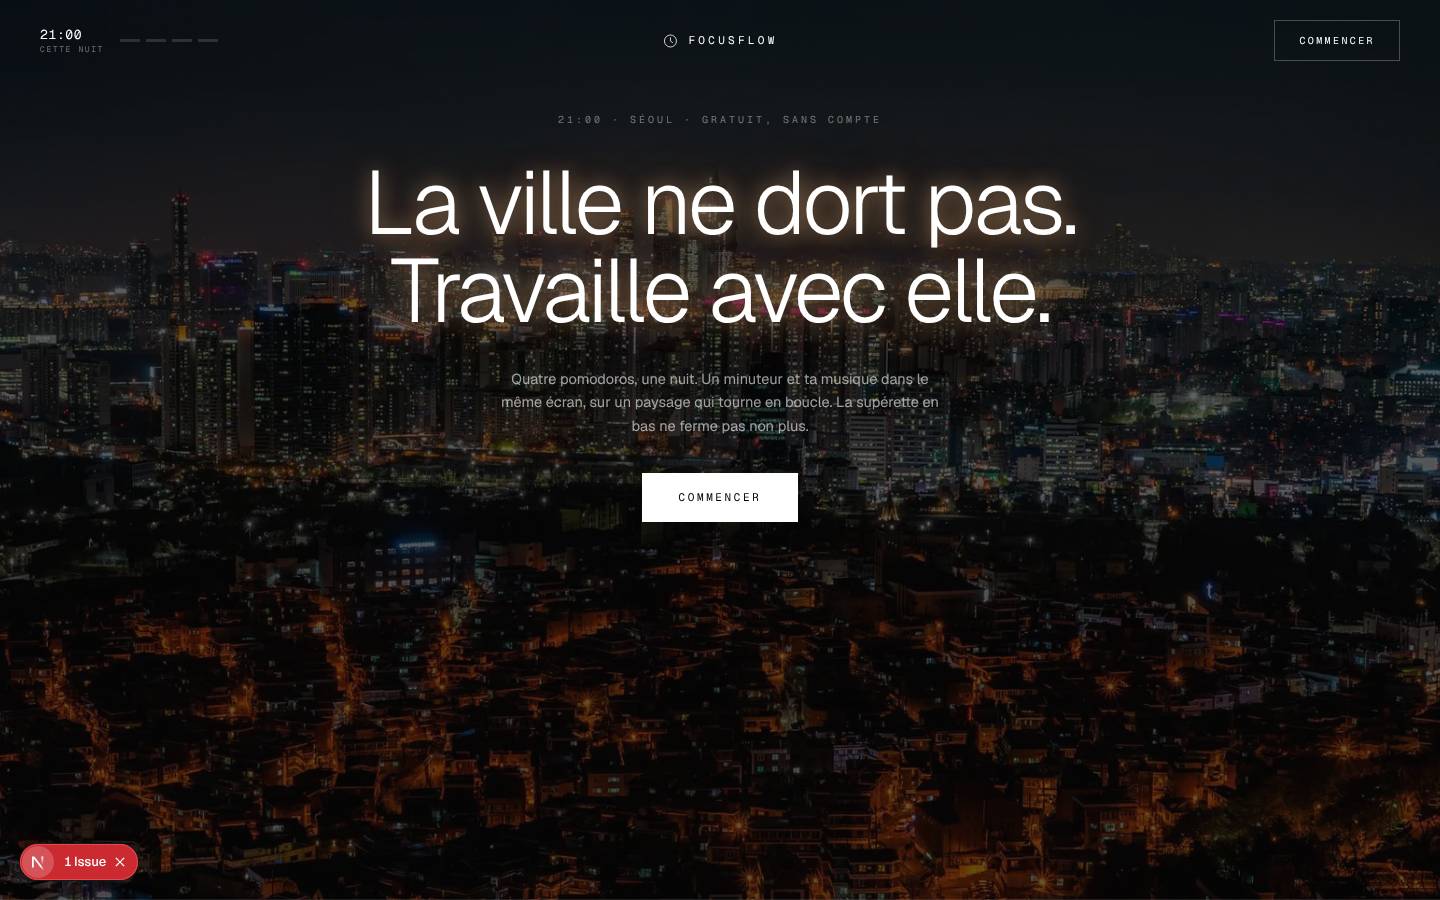 21:00
CETTE NUIT
FOCUSFLOW
COMMENCER
21:00 · SÉOUL · GRATUIT, SANS COMPTE
La ville ne dort pas.
Travaille avec elle.
Quatre pomodoros, une nuit. Un minuteur et ta musique dans le
même écran, sur un paysage qui tourne en boucle. La supérette en
bas ne ferme pas non plus.
COMMENCER
N
1 Issue